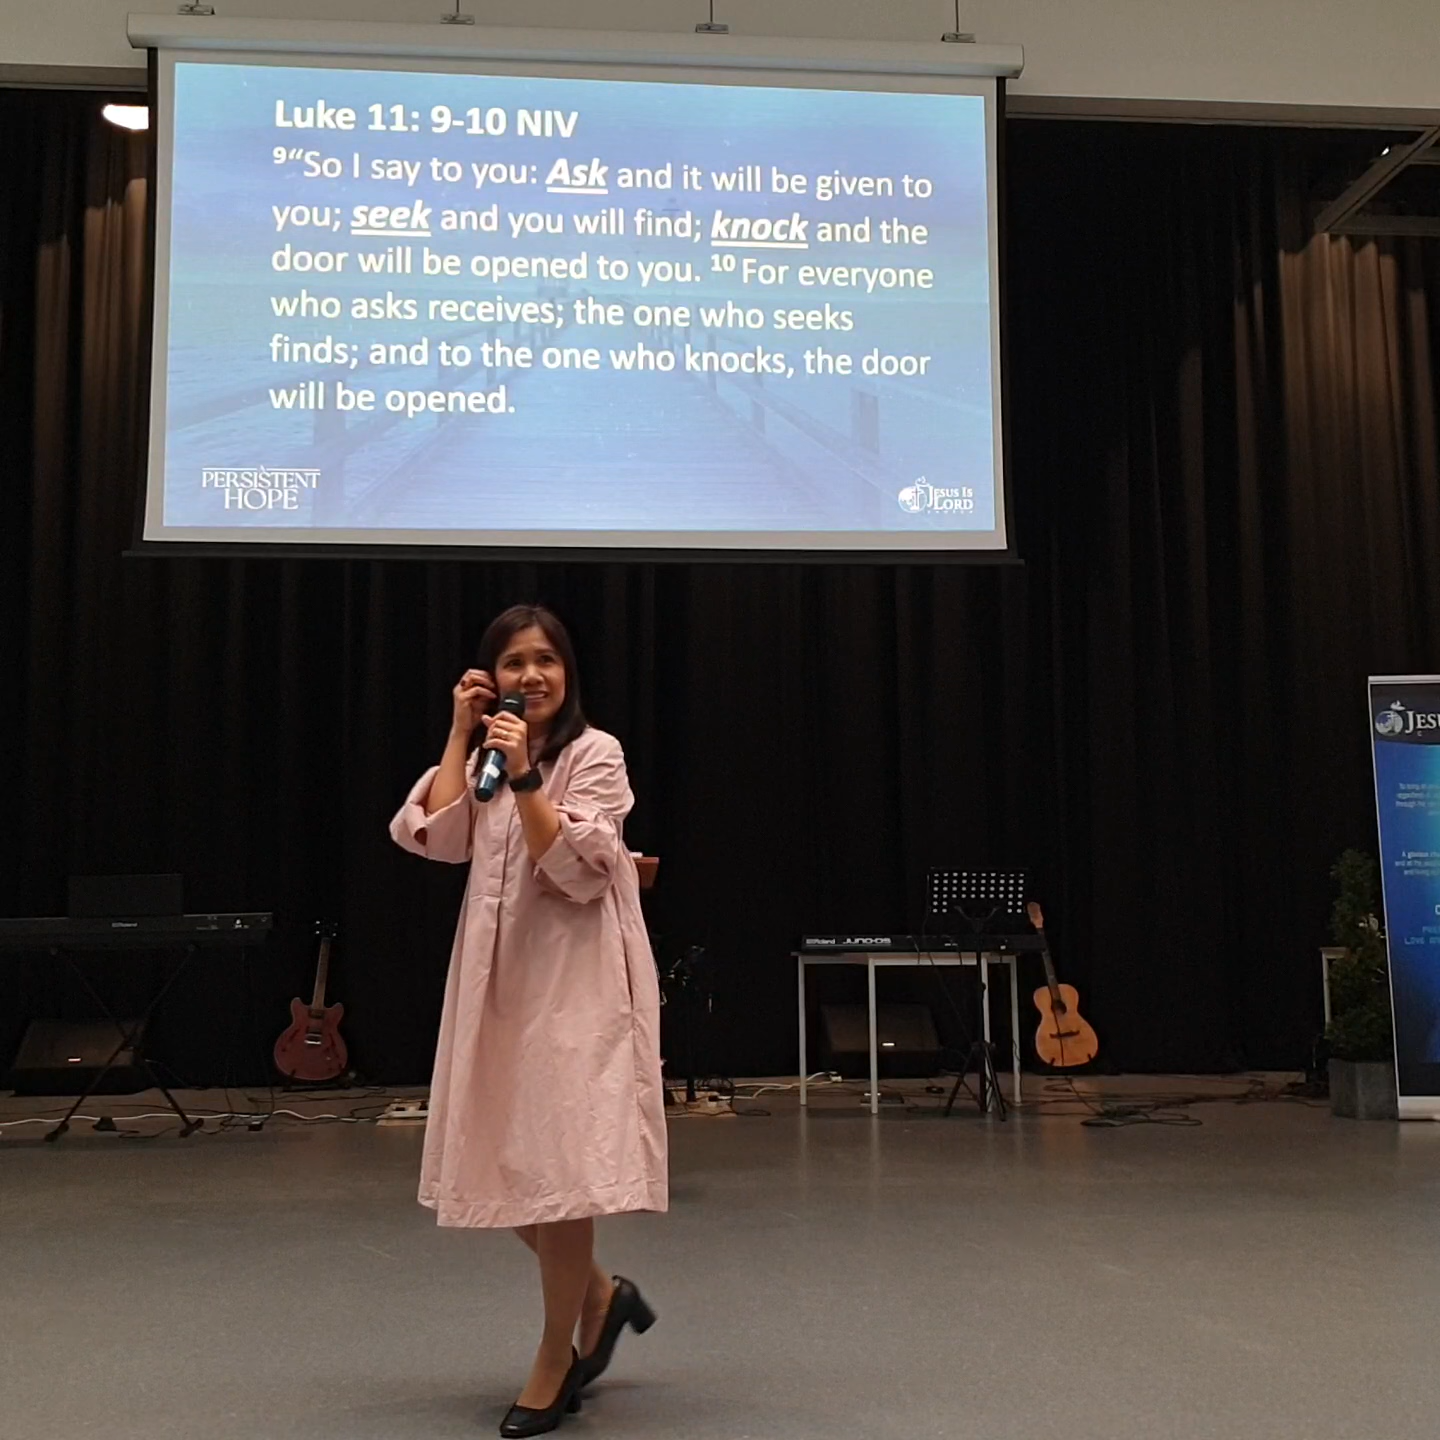 Luke 11: 9-10 NIV
9“So I say to you: Ask and it will be given to
you; seek and you will find; knock and the
door will be opened to you. 10 For everyone
who asks receives; the one who seeks
finds; and to the one who knocks, the door
will be opened.
A
PERSISTENT
HOPE
JESUS IS
LORD
CHURCH
Roland
Roland JUNO-DS
JESU